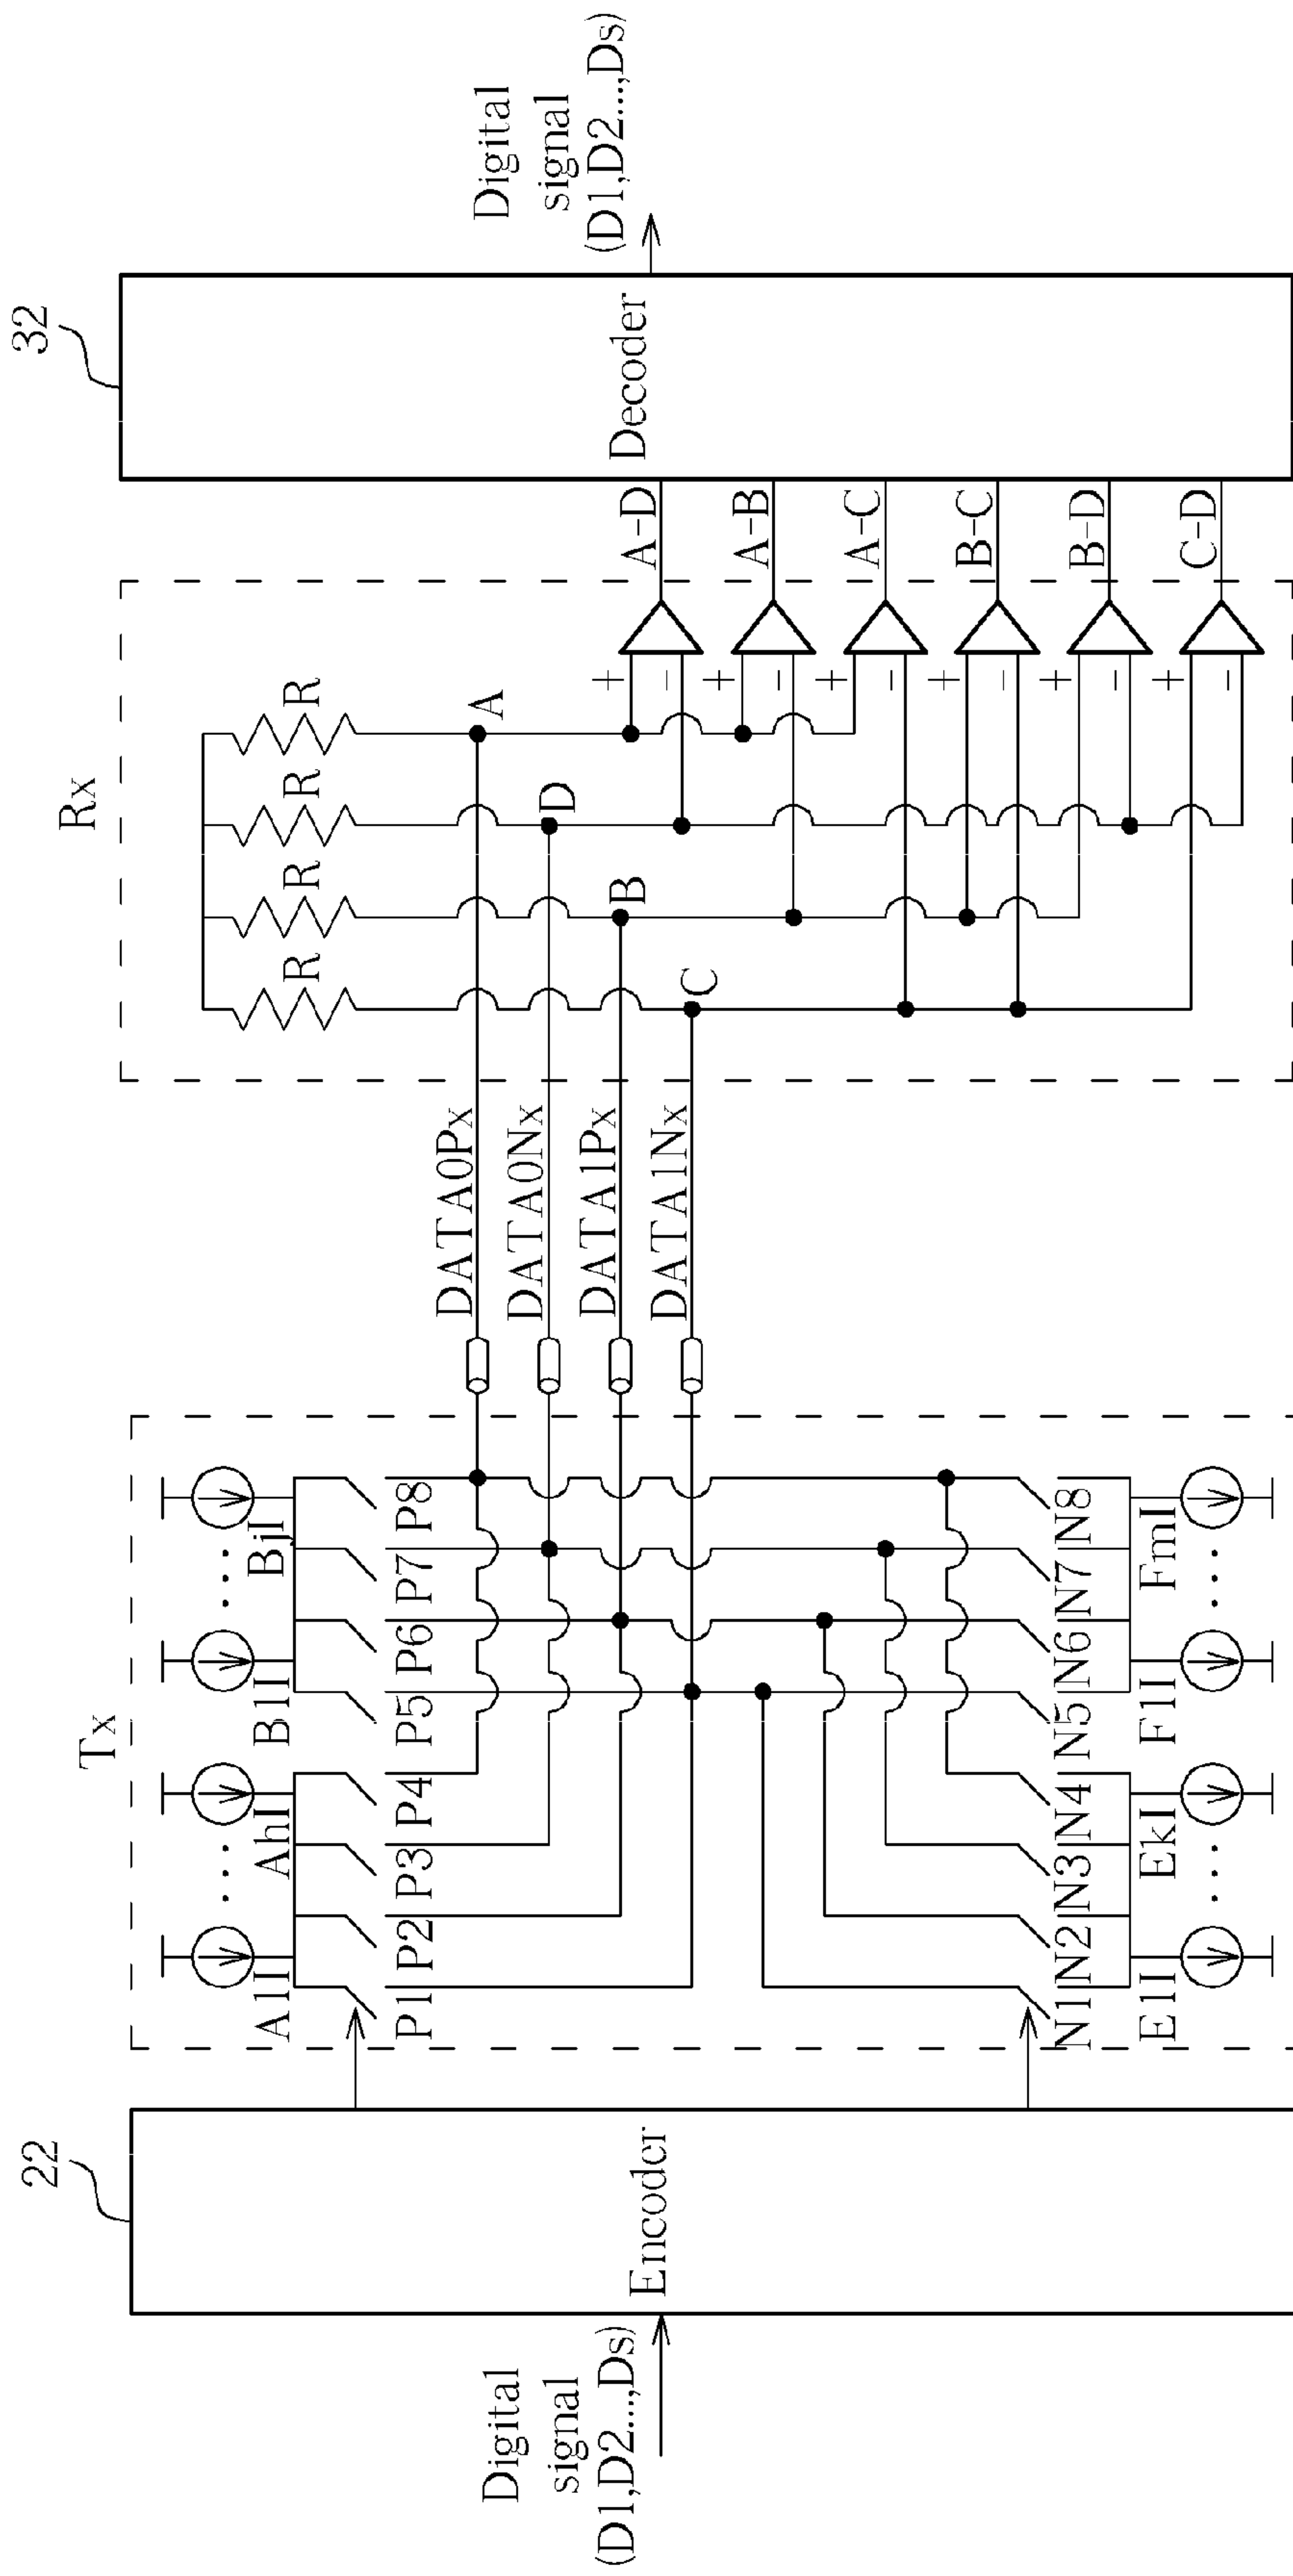 22
Encoder
Digital
signal
(D1,D2...,Ds)
Tx
A1I
...
AhI
B1I
...
BjI
P1
P2
P3
P4
P5
P6
P7
P8
N1
N2
N3
N4
N5
N6
N7
N8
E1I
...
EkI
F1I
...
FmI
DATA0Px
DATA0Nx
DATA1Px
DATA1Nx
Rx
R
R
R
R
A
D
B
C
+
-
+
-
+
-
+
-
+
-
+
-
A-D
A-B
A-C
B-C
B-D
C-D
32
Decoder
Digital
signal
(D1,D2...,Ds)